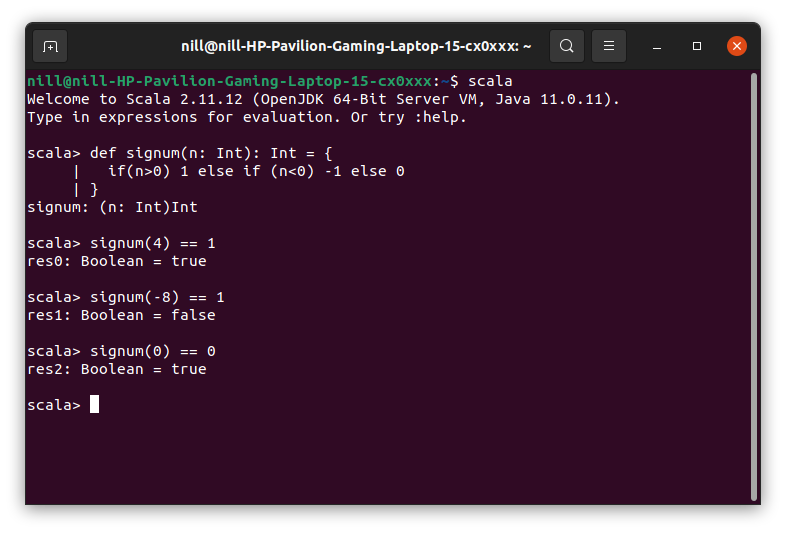 nill@nill-HP-Pavilion-Gaming-Laptop-15-cx0xxx: ~
nill@nill-HP-Pavilion-Gaming-Laptop-15-cx0xxx:~$ scala
Welcome to Scala 2.11.12 (OpenJDK 64-Bit Server VM, Java 11.0.11).
Type in expressions for evaluation. Or try :help.
scala> def signum(n: Int): Int = {
     |   if(n>0) 1 else if (n<0) -1 else 0
     | }
signum: (n: Int)Int
scala> signum(4) == 1
res0: Boolean = true
scala> signum(-8) == 1
res1: Boolean = false
scala> signum(0) == 0
res2: Boolean = true
scala>